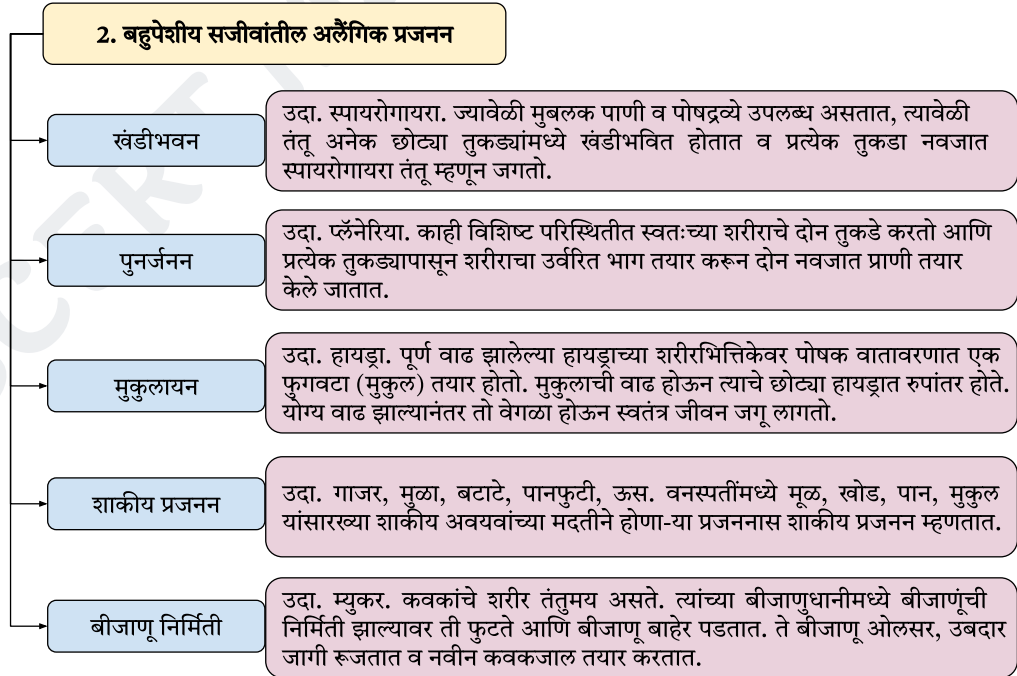 2. बहुपेशीय सजीवांतील अलैंगिक प्रजनन
खंडीभवन
उदा. स्पायरोगायरा. ज्यावेळी मुबलक पाणी व पोषद्रव्ये उपलब्ध असतात, त्यावेळी
तंतू अनेक छोट्या तुकड्यांमध्ये खंडीभवित होतात व प्रत्येक तुकडा नवजात
स्पायरोगायरा तंतू म्हणून जगतो.
पुनर्जनन
उदा. प्लॅनेरिया. काही विशिष्ट परिस्थितीत स्वतःच्या शरीराचे दोन तुकडे करतो आणि
प्रत्येक तुकड्यापासून शरीराचा उर्वरित भाग तयार करून दोन नवजात प्राणी तयार
केले जातात.
मुकुलायन
उदा. हायड्रा. पूर्ण वाढ झालेल्या हायड्राच्या शरीरभित्तिकेवर पोषक वातावरणात एक
फुगवटा (मुकुल) तयार होतो. मुकुलाची वाढ होऊन त्याचे छोट्या हायड्रात रुपांतर होते.
योग्य वाढ झाल्यानंतर तो वेगळा होऊन स्वतंत्र जीवन जगू लागतो.
शाकीय प्रजनन
उदा. गाजर, मुळा, बटाटे, पानफुटी, ऊस. वनस्पतींमध्ये मूळ, खोड, पान, मुकुल
यांसारख्या शाकीय अवयवांच्या मदतीने होणा-या प्रजननास शाकीय प्रजनन म्हणतात.
बीजाणू निर्मिती
उदा. म्युकर. कवकांचे शरीर तंतुमय असते. त्यांच्या बीजाणुधानीमध्ये बीजाणूंची
निर्मिती झाल्यावर ती फुटते आणि बीजाणू बाहेर पडतात. ते बीजाणू ओलसर, उबदार
जागी रूजतात व नवीन कवकजाल तयार करतात.